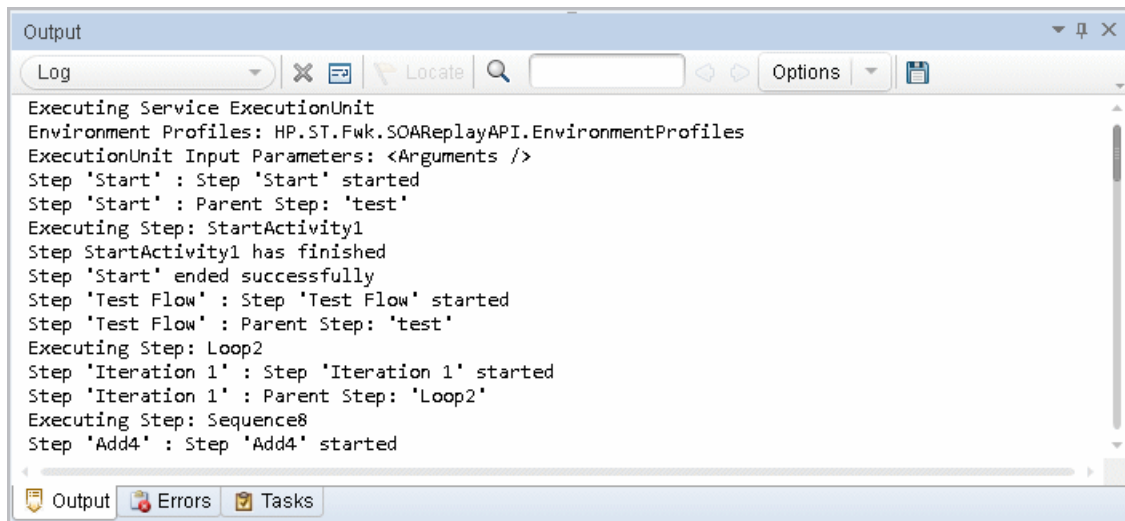 Output
Log Locate Options
Executing Service ExecutionUnit
Environment Profiles: HP.ST.Fwk.SOAReplayAPI.EnvironmentProfiles
ExecutionUnit Input Parameters: <Arguments />
Step 'Start' : Step 'Start' started
Step 'Start' : Parent Step: 'test'
Executing Step: StartActivity1
Step StartActivity1 has finished
Step 'Start' ended successfully
Step 'Test Flow' : Step 'Test Flow' started
Step 'Test Flow' : Parent Step: 'test'
Executing Step: Loop2
Step 'Iteration 1' : Step 'Iteration 1' started
Step 'Iteration 1' : Parent Step: 'Loop2'
Executing Step: Sequence8
Step 'Add4' : Step 'Add4' started
Output Errors Tasks